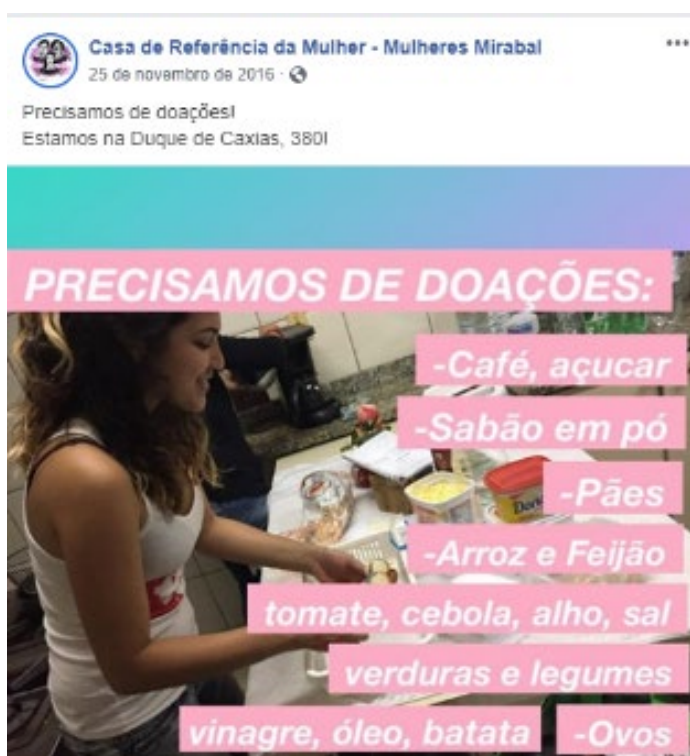 Casa de Referência da Mulher - Mulheres Mirabal
25 de novembro de 2016 ·
Precisamos de doações!
Estamos na Duque de Caxias, 380!
PRECISAMOS DE DOAÇÕES:
-Café, açucar
-Sabão em pó
-Pães
-Arroz e Feijão
tomate, cebola, alho, sal
verduras e legumes
vinagre, óleo, batata -Ovos